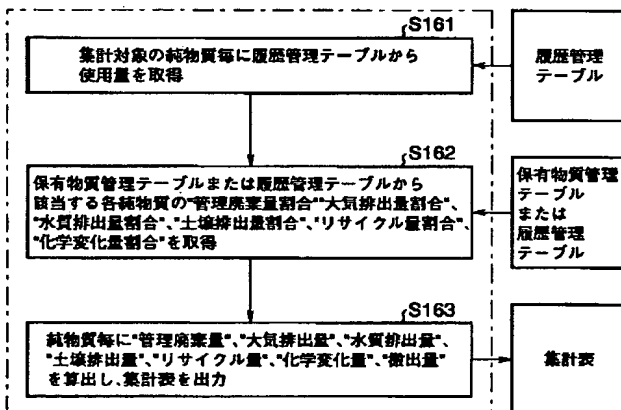 S161
集計対象の純物質毎に履歴管理テーブルから
使用量を取得
履歴管理
テーブル
S162
保有物質管理テーブルまたは履歴管理テーブルから
該当する各純物質の"管理廃棄量割合""大気排出量割合"、
"水質排出量割合"、"土壌排出量割合"、"リサイクル量割合"、
"化学変化量割合"を取得
保有物質管理
テーブル
または
履歴管理
テーブル
S163
純物質毎に"管理廃棄量"、"大気排出量"、"水質排出量"、
"土壌排出量"、"リサイクル量"、"化学変化量"、"搬出量"
を算出し、集計表を出力
集計表